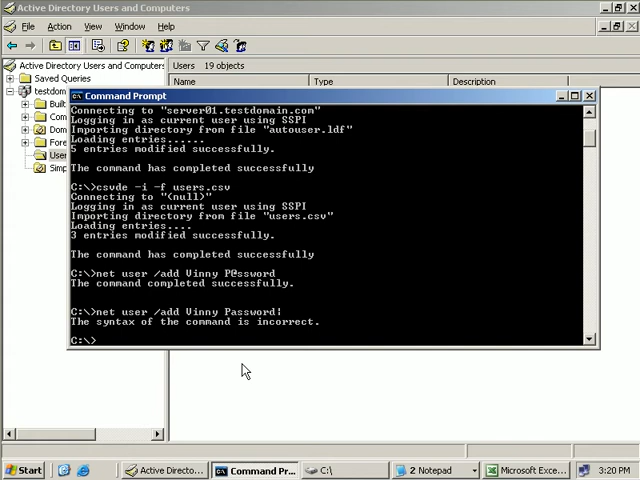 Active Directory Users and Computers
File Action View Window Help
Active Directory Users and Computers
Users 19 objects
Saved Queries
Name Type Description
testdom
Built
Com
Dom
Fore
User
Simp
Command Prompt
Connecting to "server01.testdomain.com"
Logging in as current user using SSPI
Importing directory from file "autouser.ldf"
Loading entries......
5 entries modified successfully.
The command has completed successfully
C:\>csvde -i -f users.csv
Connecting to "(null)"
Logging in as current user using SSPI
Importing directory from file "users.csv"
Loading entries....
3 entries modified successfully.
The command has completed successfully
C:\>net user /add Vinny P@ssword
The command completed successfully.
C:\>net user /add Vinny Password|
The syntax of the command is incorrect.
C:\>
Start Active Directo... Command Pr... C:\ 2 Notepad Microsoft Exce... 3:20 PM